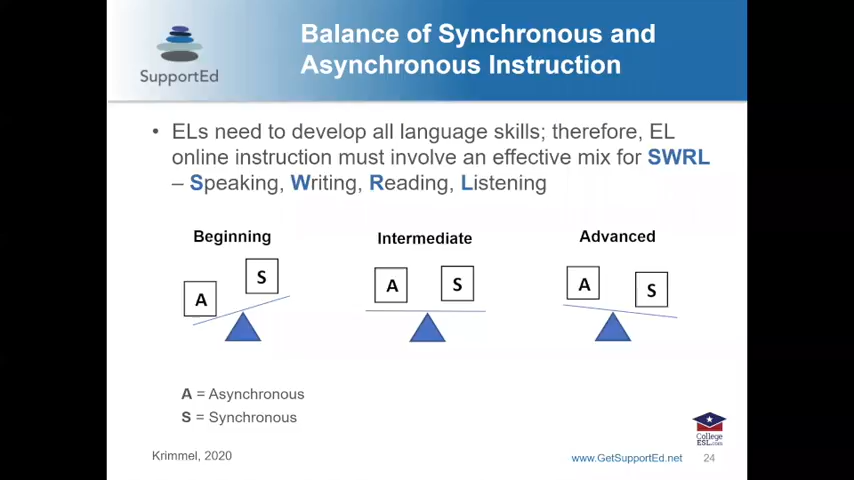 Balance of Synchronous and
Asynchronous Instruction
SupportEd
• ELs need to develop all language skills; therefore, EL
online instruction must involve an effective mix for SWRL
– Speaking, Writing, Reading, Listening
Beginning
Intermediate
Advanced
A S
A S
A S
A = Asynchronous
S = Synchronous
College
ESL.com
Krimmel, 2020
www.GetSupportEd.net
24